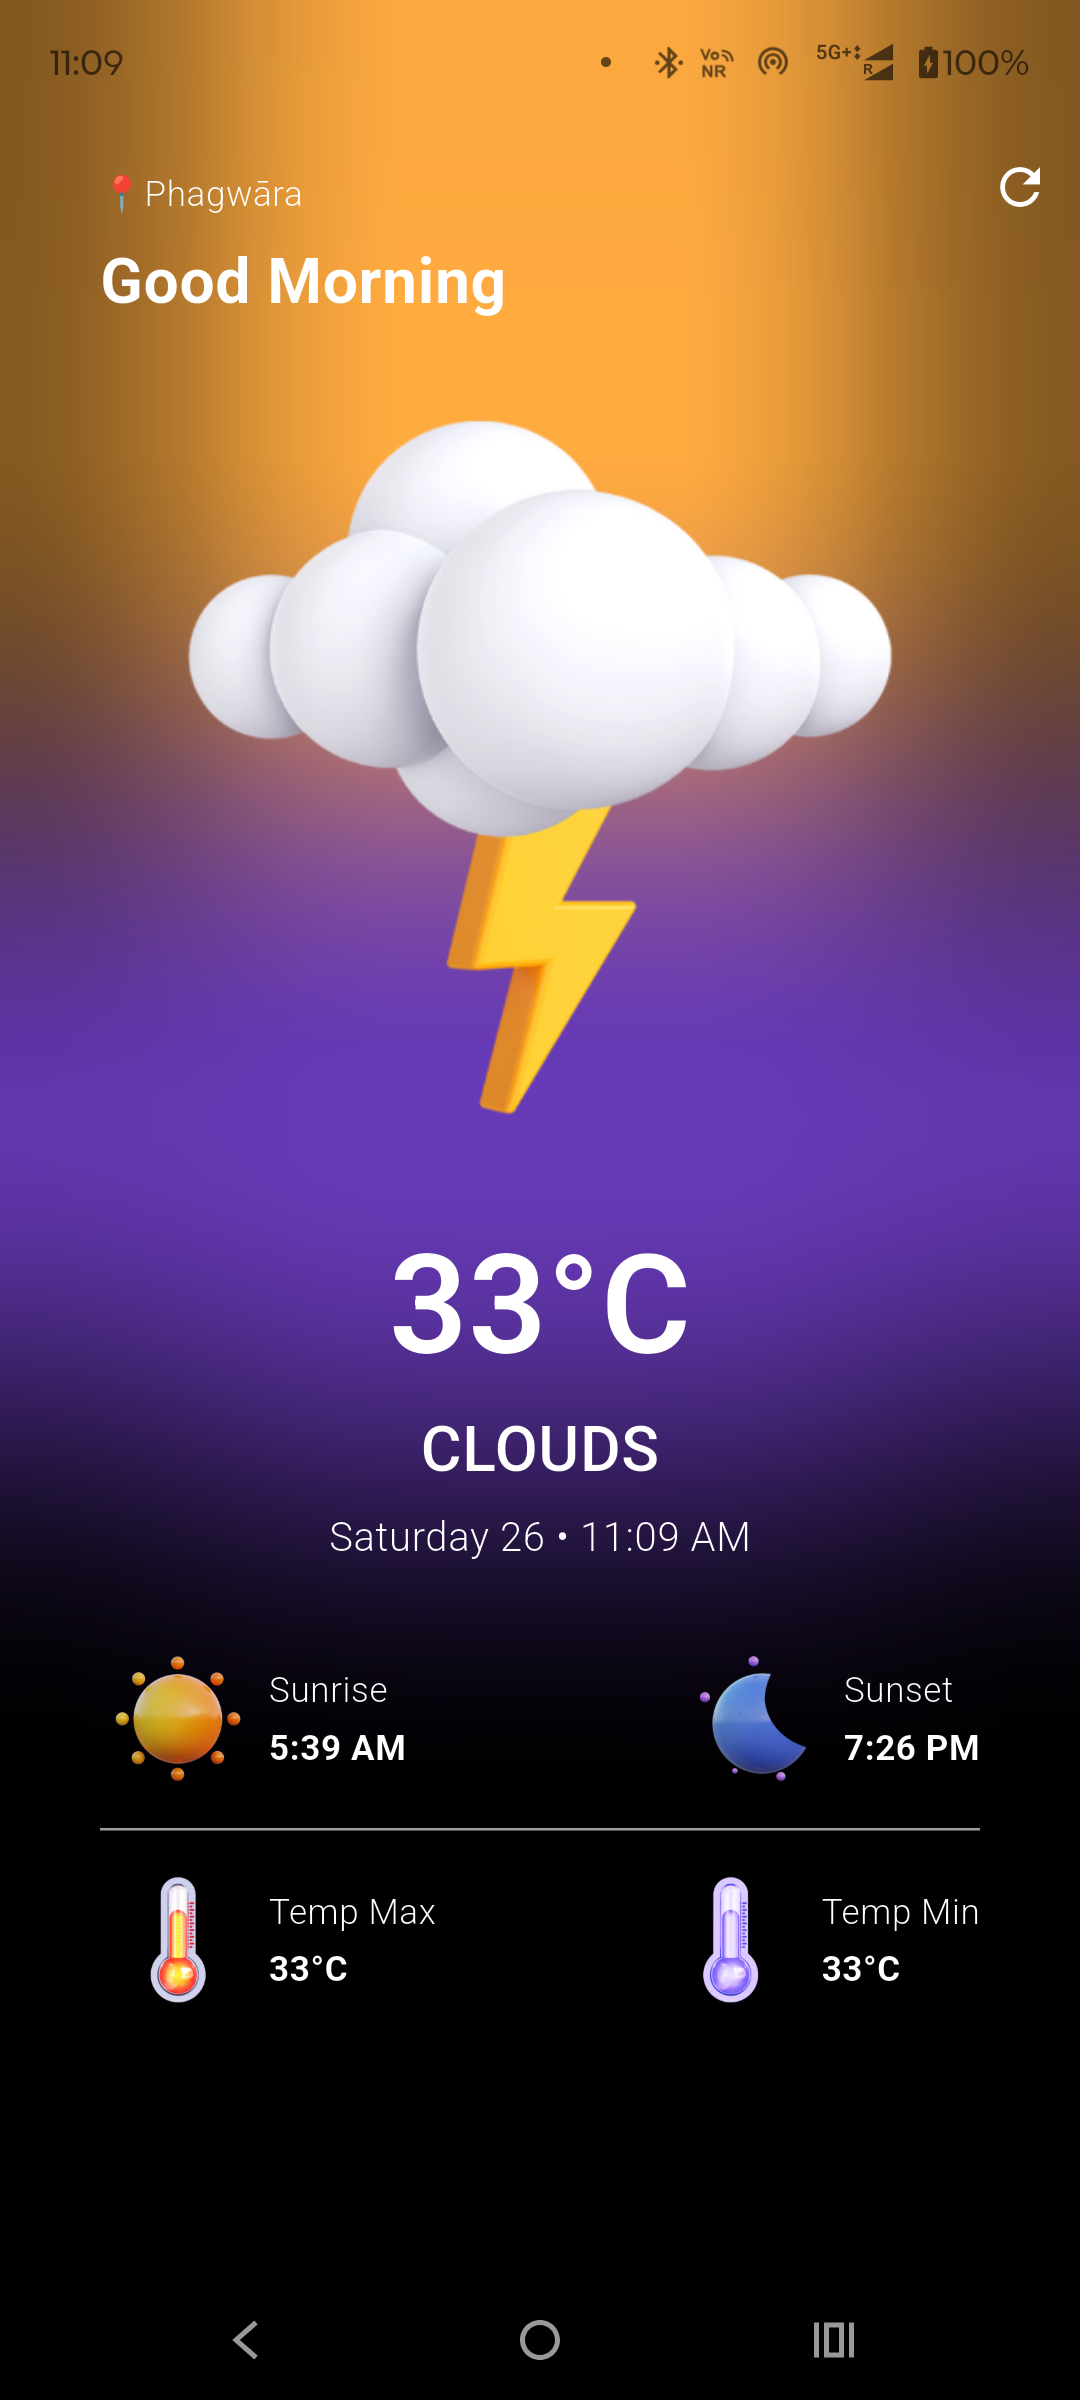 11:09
Vo NR 5G+ R 100%
📍Phagwāra
Good Morning
33°C
CLOUDS
Saturday 26 • 11:09 AM
Sunrise
5:39 AM
Sunset
7:26 PM
Temp Max
33°C
Temp Min
33°C